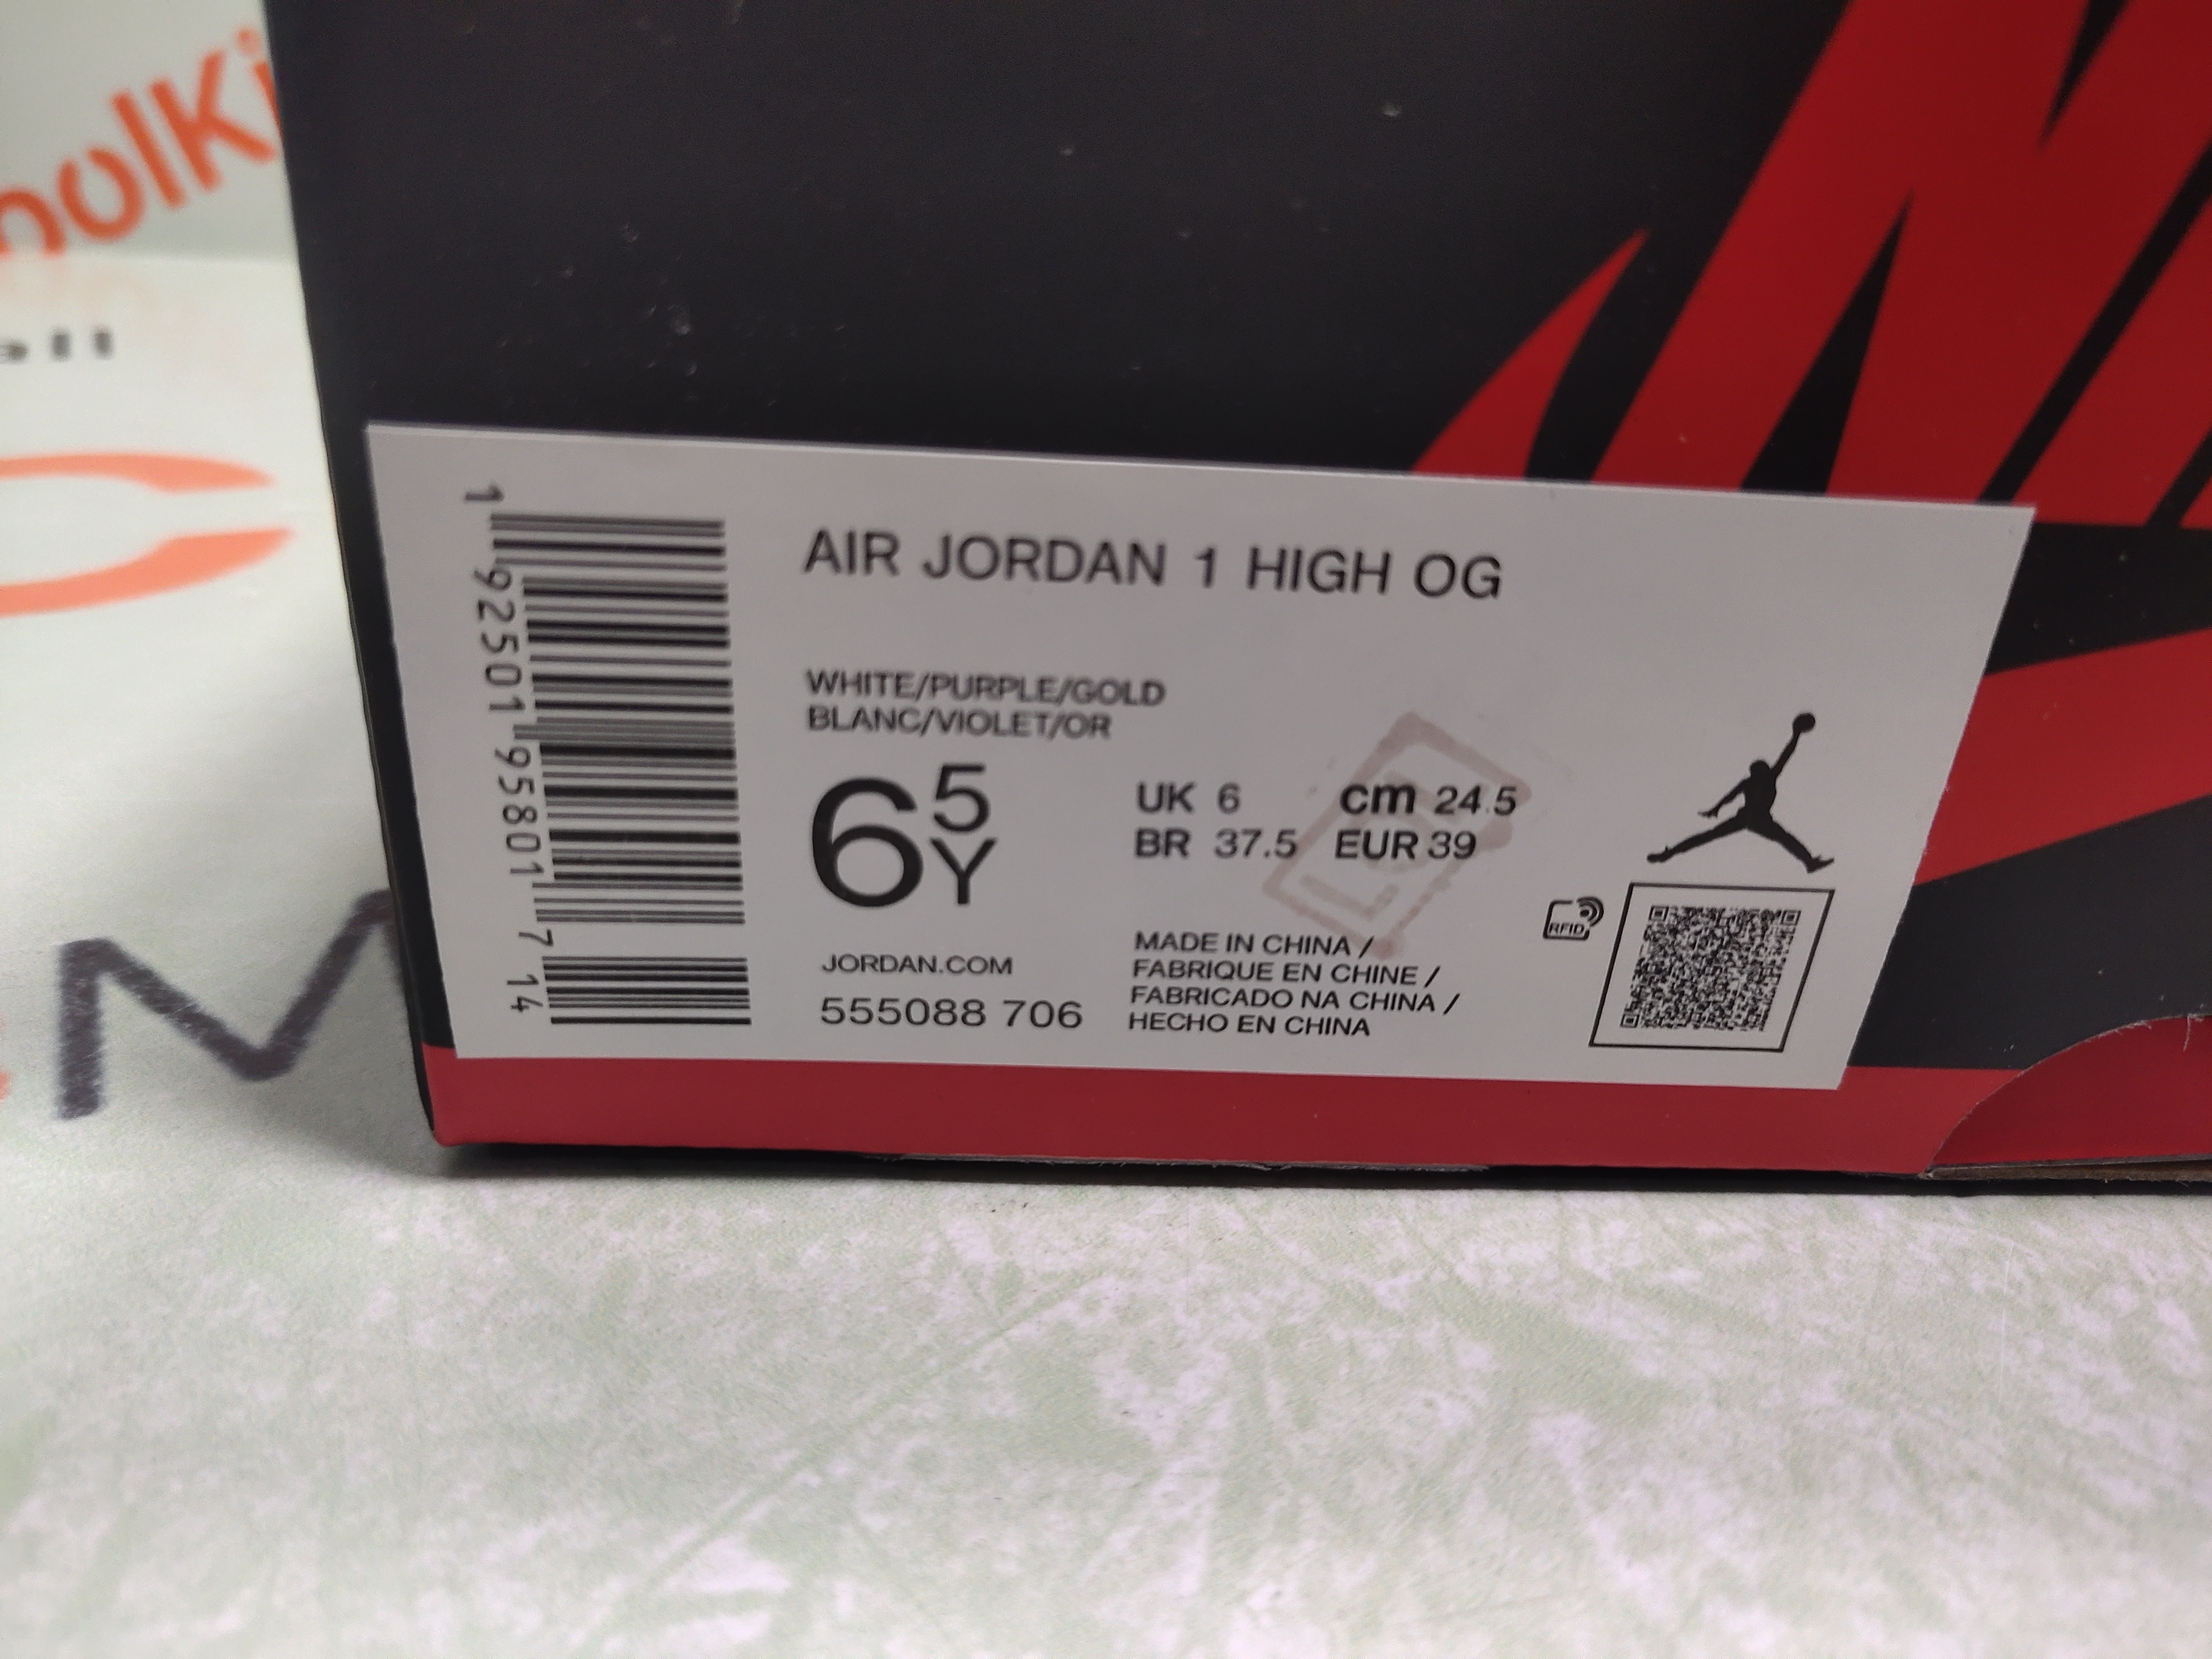 AIR JORDAN 1 HIGH OG
WHITE/PURPLE/GOLD
BLANC/VIOLET/OR
6 5Y
UK 6 cm 24.5
BR 37.5 EUR 39
JORDAN.COM
555088 706
MADE IN CHINA /
FABRIQUE EN CHINE /
FABRICADO NA CHINA /
HECHO EN CHINA
RFID
1 92501 95801 7 14